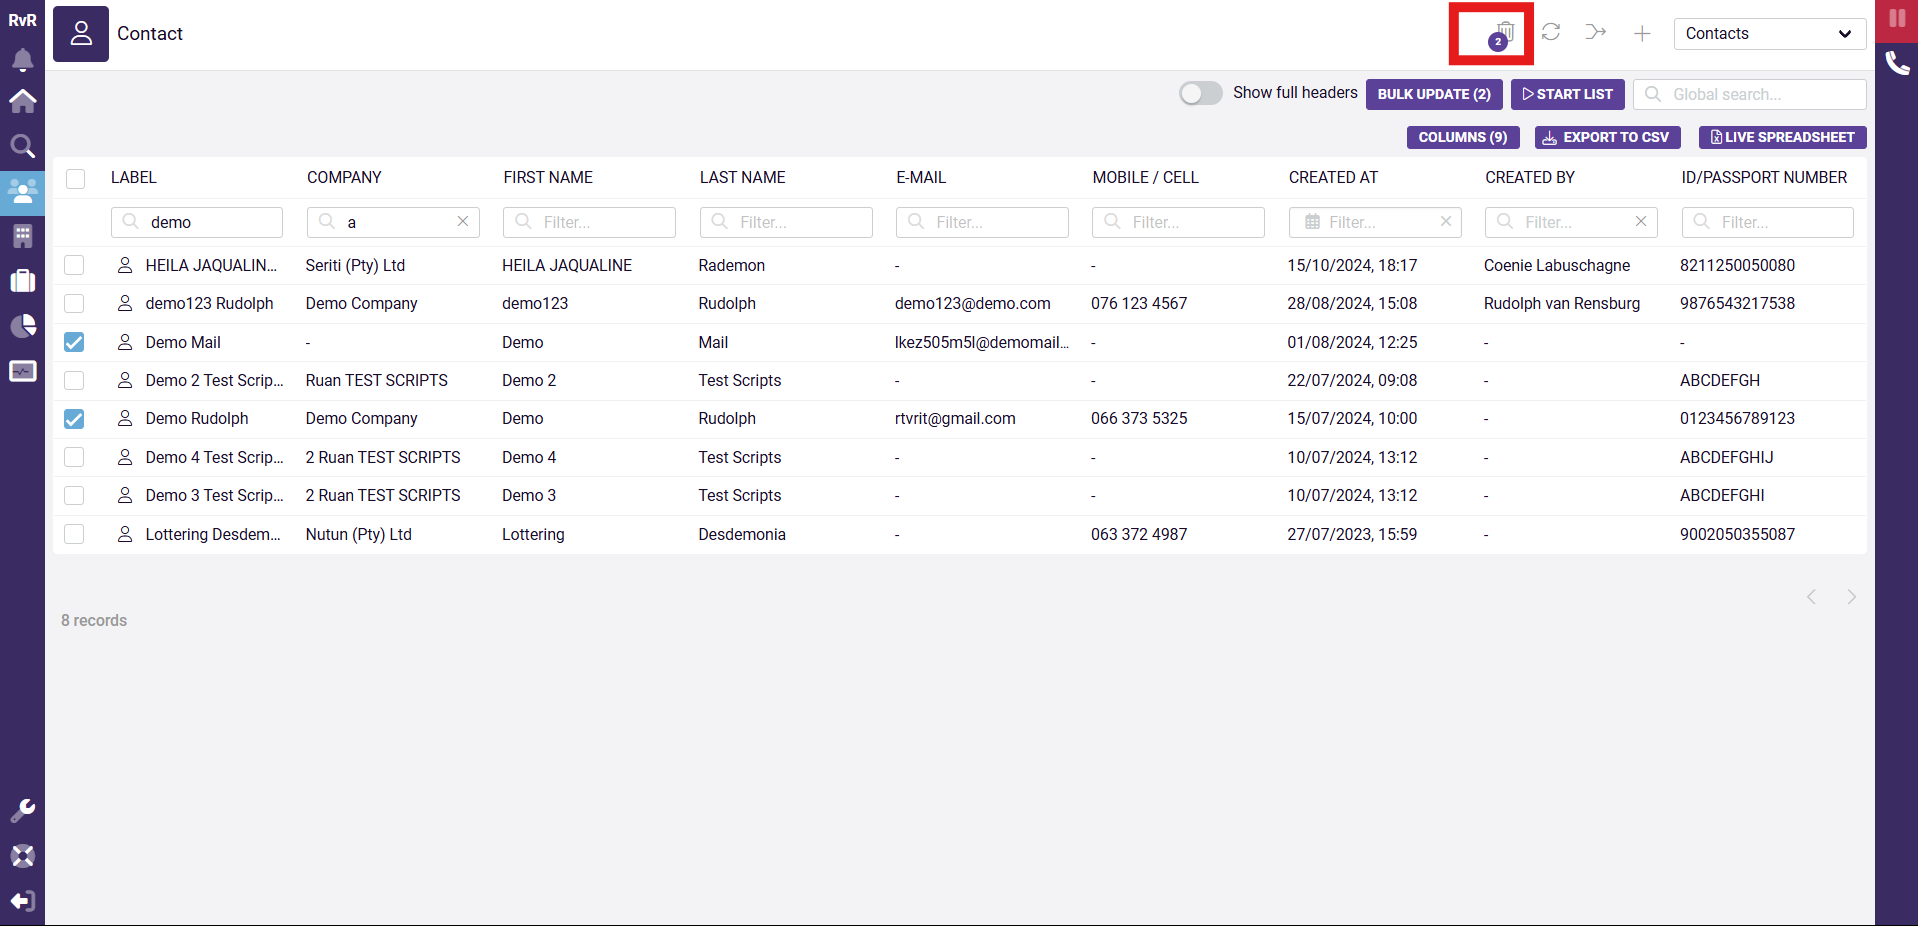 RvR
Contact
2
Contacts
Show full headers
BULK UPDATE (2)
START LIST
Global search...
COLUMNS (9)
EXPORT TO CSV
LIVE SPREADSHEET
LABEL COMPANY FIRST NAME LAST NAME E-MAIL MOBILE / CELL CREATED AT CREATED BY ID/PASSPORT NUMBER
demo a Filter... Filter... Filter... Filter... Filter... Filter... Filter...
HEILA JAQUALIN... Seriti (Pty) Ltd HEILA JAQUALINE Rademon - - 15/10/2024, 18:17 Coenie Labuschagne 8211250050080
demo123 Rudolph Demo Company demo123 Rudolph demo123@demo.com 076 123 4567 28/08/2024, 15:08 Rudolph van Rensburg 9876543217538
Demo Mail - Demo Mail lkez505m5l@demomail... - 01/08/2024, 12:25 - -
Demo 2 Test Scrip... Ruan TEST SCRIPTS Demo 2 Test Scripts - - 22/07/2024, 09:08 - ABCDEFGH
Demo Rudolph Demo Company Demo Rudolph rtvrit@gmail.com 066 373 5325 15/07/2024, 10:00 - 0123456789123
Demo 4 Test Scrip... 2 Ruan TEST SCRIPTS Demo 4 Test Scripts - - 10/07/2024, 13:12 - ABCDEFGHIJ
Demo 3 Test Scrip... 2 Ruan TEST SCRIPTS Demo 3 Test Scripts - - 10/07/2024, 13:12 - ABCDEFGHI
Lottering Desdem... Nutun (Pty) Ltd Lottering Desdemonia - 063 372 4987 27/07/2023, 15:59 - 9002050355087
8 records